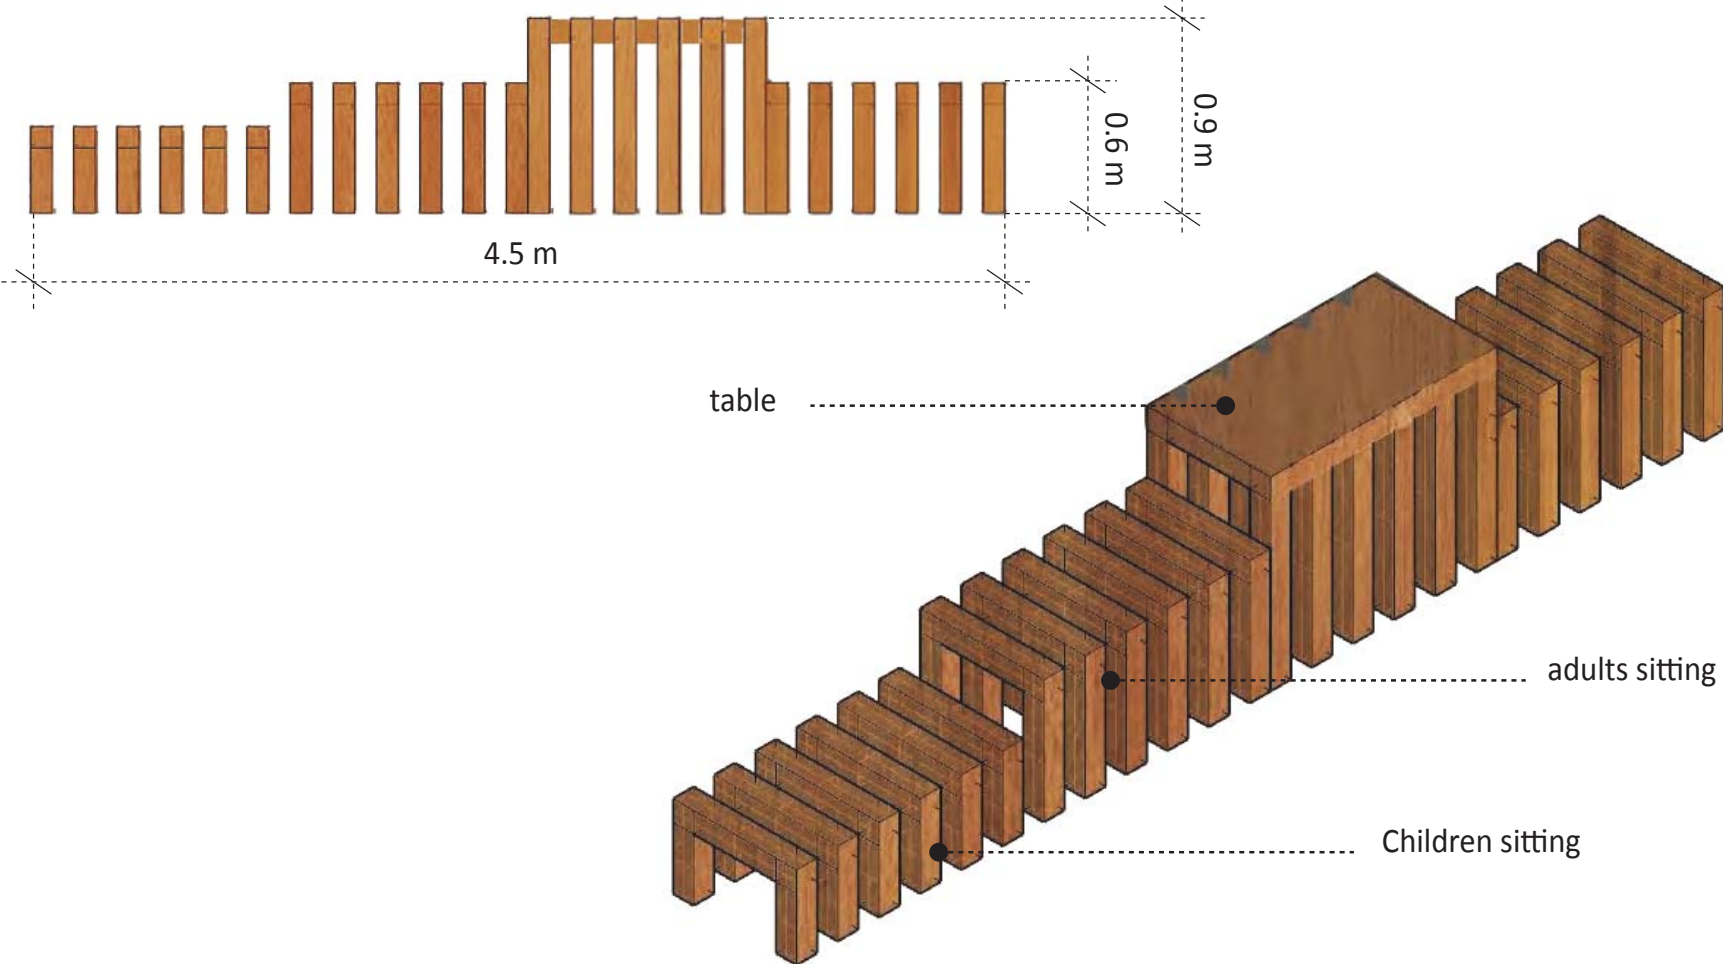 0.9 m
0.6 m
4.5 m
table
adults sitting
Children sitting